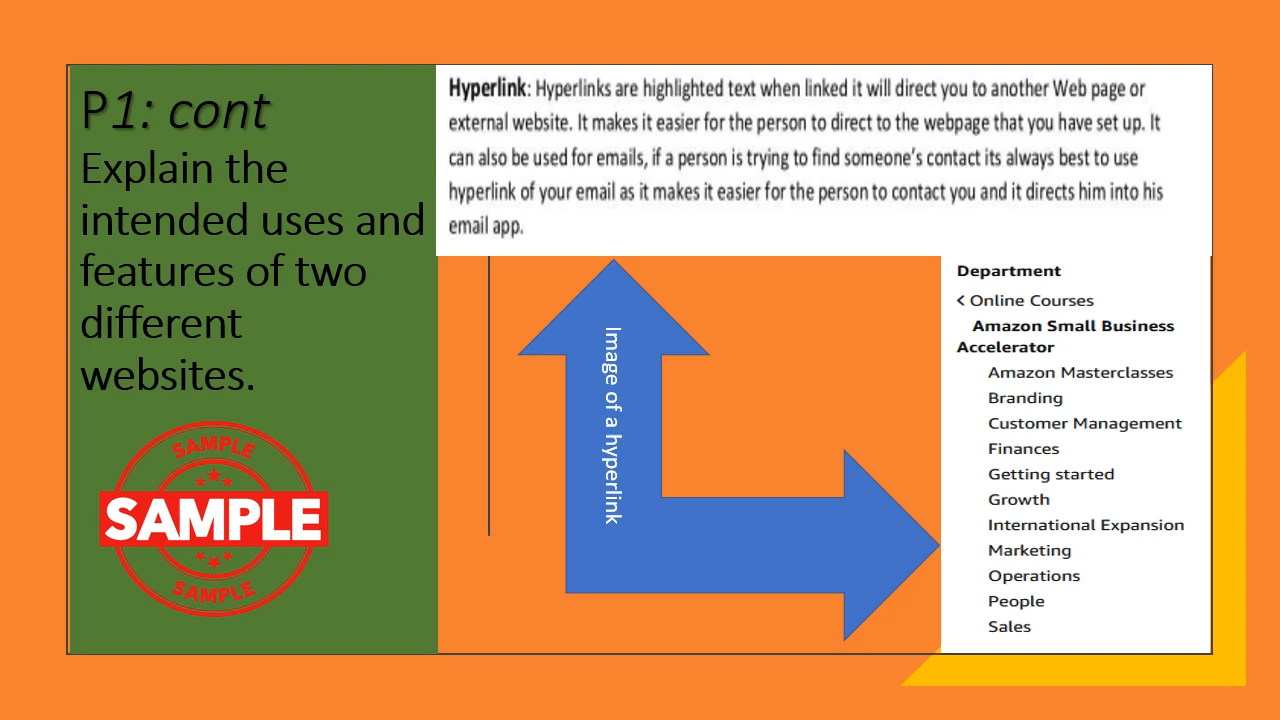 P1: cont
Explain the
intended uses and
features of two
different
websites.
SAMPLE
SAMPLE
SAMPLE
Hyperlink: Hyperlinks are highlighted text when linked it will direct you to another Web page or
external website. It makes it easier for the person to direct to the webpage that you have set up. It
can also be used for emails, if a person is trying to find someone's contact its always best to use
hyperlink of your email as it makes it easier for the person to contact you and it directs him into his
email app.
Image of a hyperlink
Department
< Online Courses
Amazon Small Business
Accelerator
Amazon Masterclasses
Branding
Customer Management
Finances
Getting started
Growth
International Expansion
Marketing
Operations
People
Sales